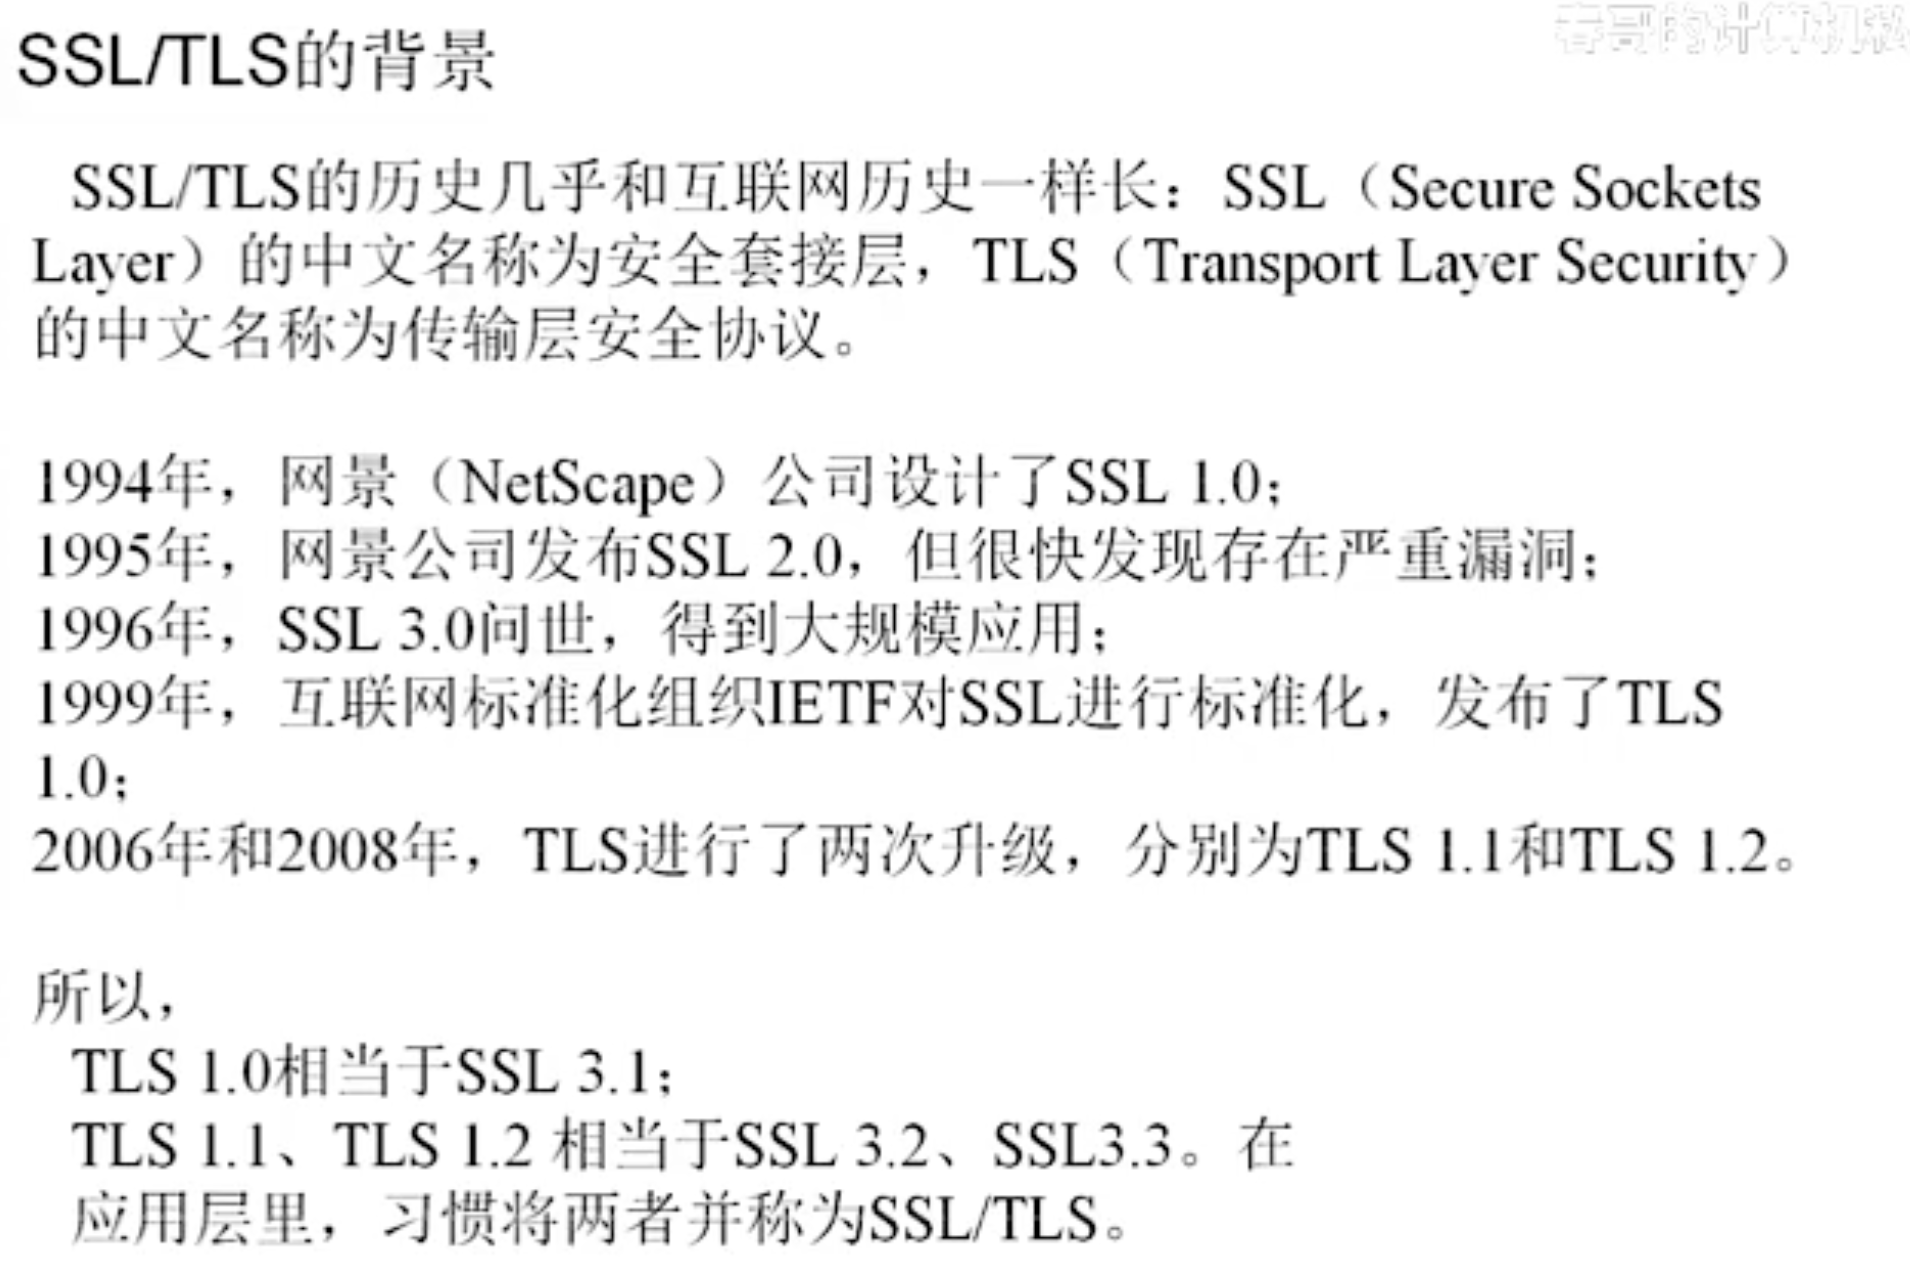 春哥的计算机私
SSL/TLS的背景
SSL/TLS的历史几乎和互联网历史一样长：SSL（Secure Sockets
Layer）的中文名称为安全套接层，TLS（Transport Layer Security）
的中文名称为传输层安全协议。
1994年，网景（NetScape）公司设计了SSL 1.0；
1995年，网景公司发布SSL 2.0，但很快发现存在严重漏洞；
1996年，SSL 3.0问世，得到大规模应用；
1999年，互联网标准化组织IETF对SSL进行标准化，发布了TLS
1.0；
2006年和2008年，TLS进行了两次升级，分别为TLS 1.1和TLS 1.2。
所以，
TLS 1.0相当于SSL 3.1；
TLS 1.1、TLS 1.2 相当于SSL 3.2、SSL3.3。在
应用层里，习惯将两者并称为SSL/TLS。